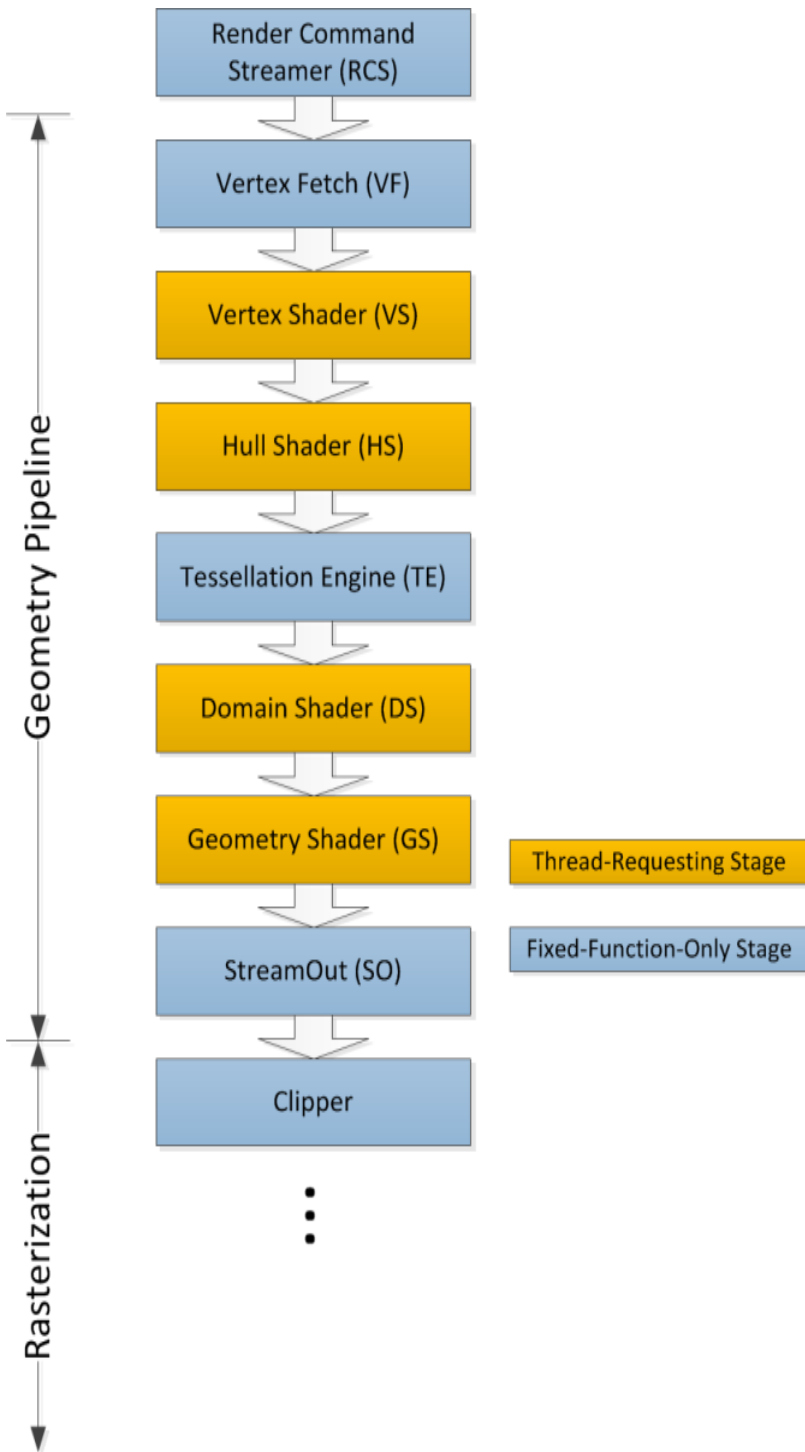 Render Command
Streamer (RCS)
Vertex Fetch (VF)
Vertex Shader (VS)
Hull Shader (HS)
Tessellation Engine (TE)
Domain Shader (DS)
Geometry Shader (GS)
StreamOut (SO)
Clipper
Geometry Pipeline
Rasterization
Thread-Requesting Stage
Fixed-Function-Only Stage